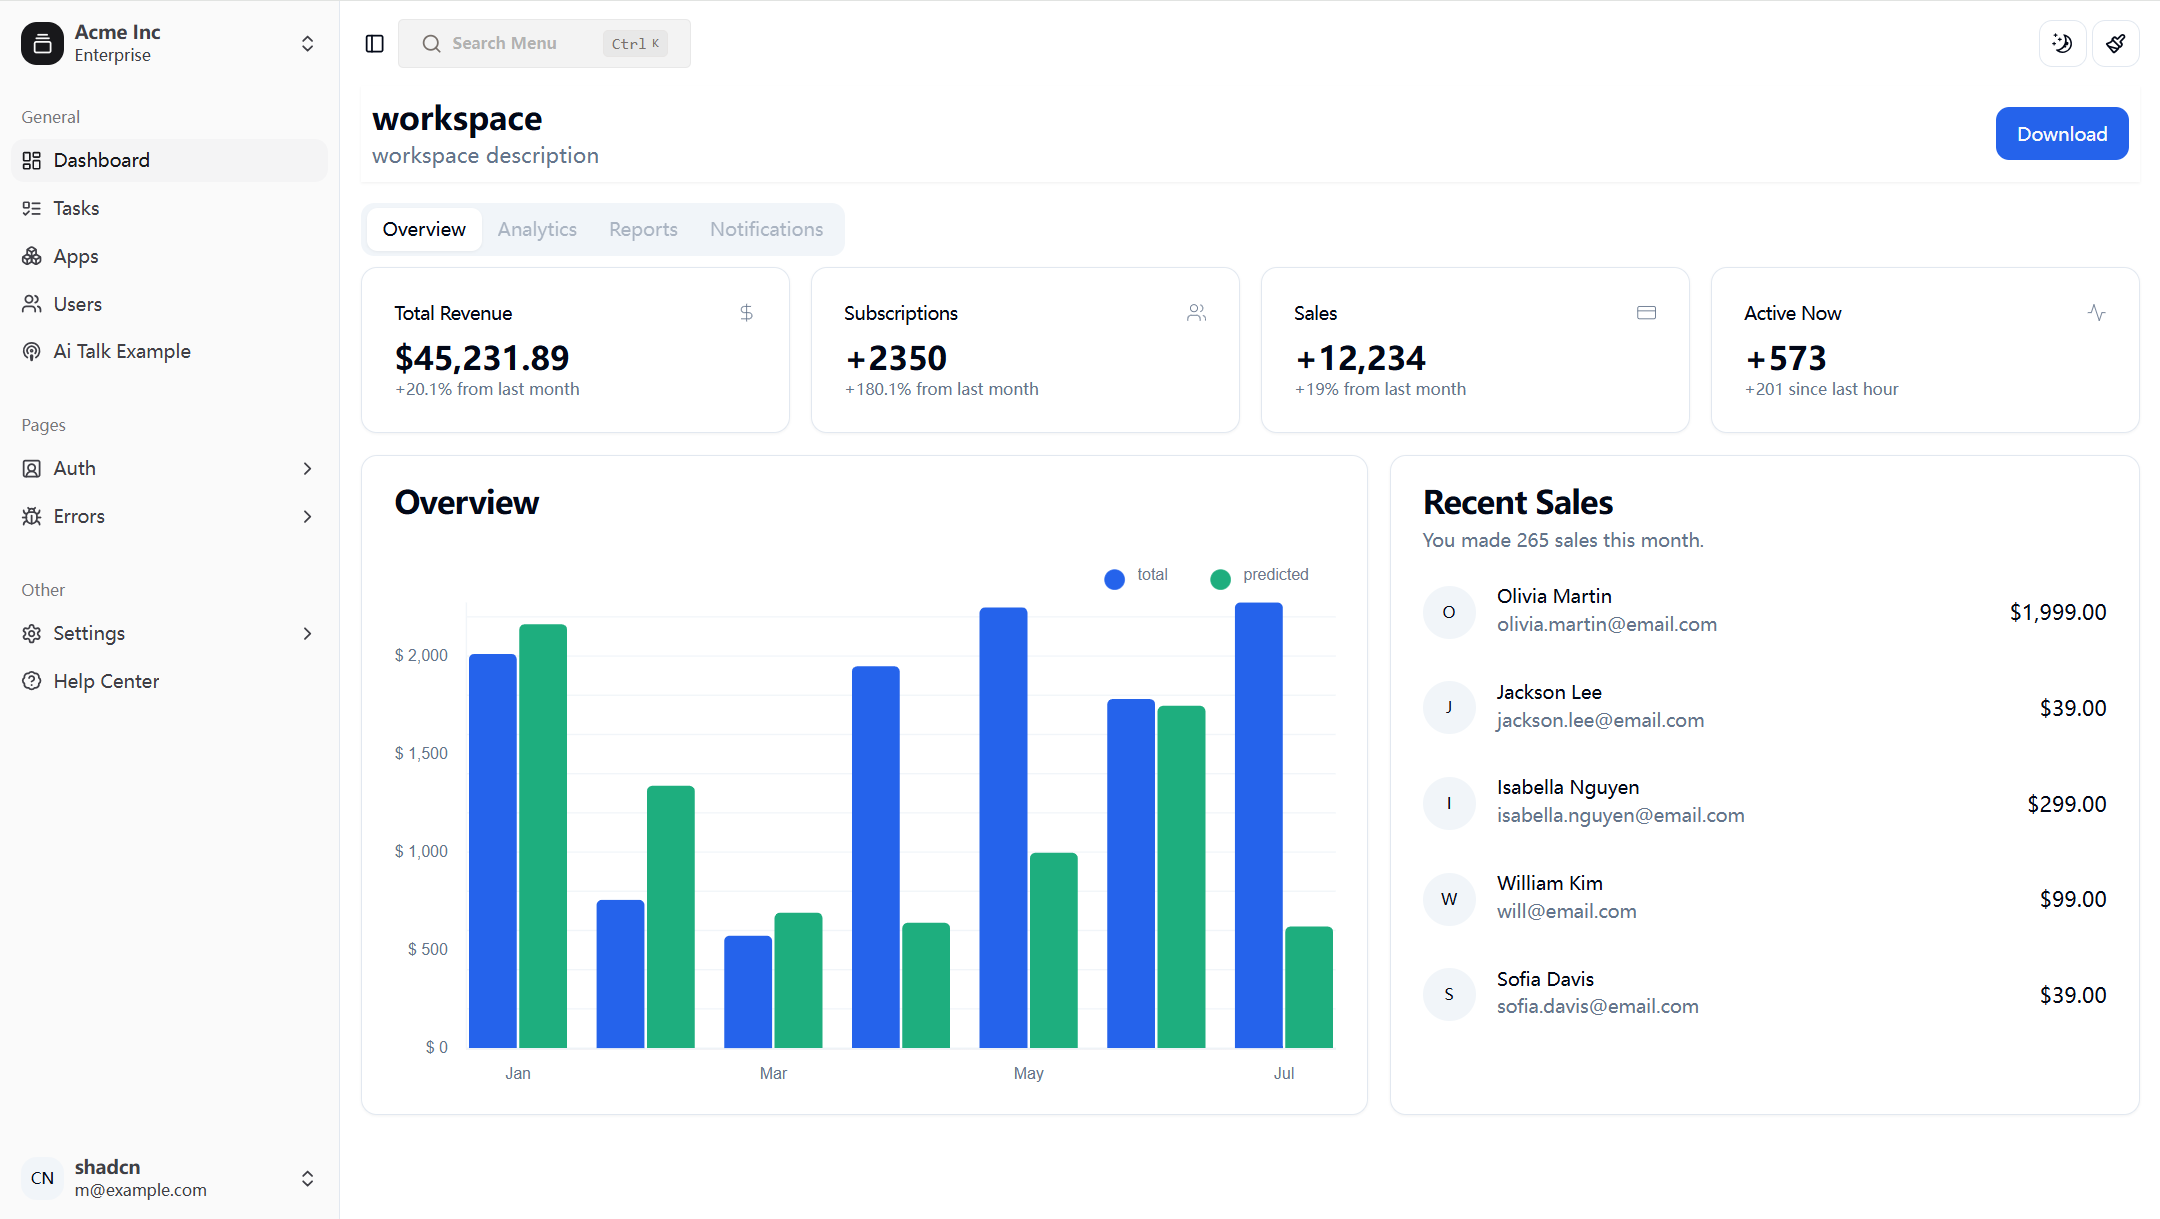 Acme Inc
Enterprise
General
Dashboard
Tasks
Apps
Users
Ai Talk Example
Pages
Auth
Errors
Other
Settings
Help Center
CN
shadcn
m@example.com
Search Menu
Ctrl K
workspace
workspace description
Download
Overview
Analytics
Reports
Notifications
Total Revenue
$45,231.89
+20.1% from last month
Subscriptions
+2350
+180.1% from last month
Sales
+12,234
+19% from last month
Active Now
+573
+201 since last hour
Overview
total
predicted
$ 2,000
$ 1,500
$ 1,000
$ 500
$ 0
Jan
Mar
May
Jul
Recent Sales
You made 265 sales this month.
O
Olivia Martin
olivia.martin@email.com
$1,999.00
J
Jackson Lee
jackson.lee@email.com
$39.00
I
Isabella Nguyen
isabella.nguyen@email.com
$299.00
W
William Kim
will@email.com
$99.00
S
Sofia Davis
sofia.davis@email.com
$39.00